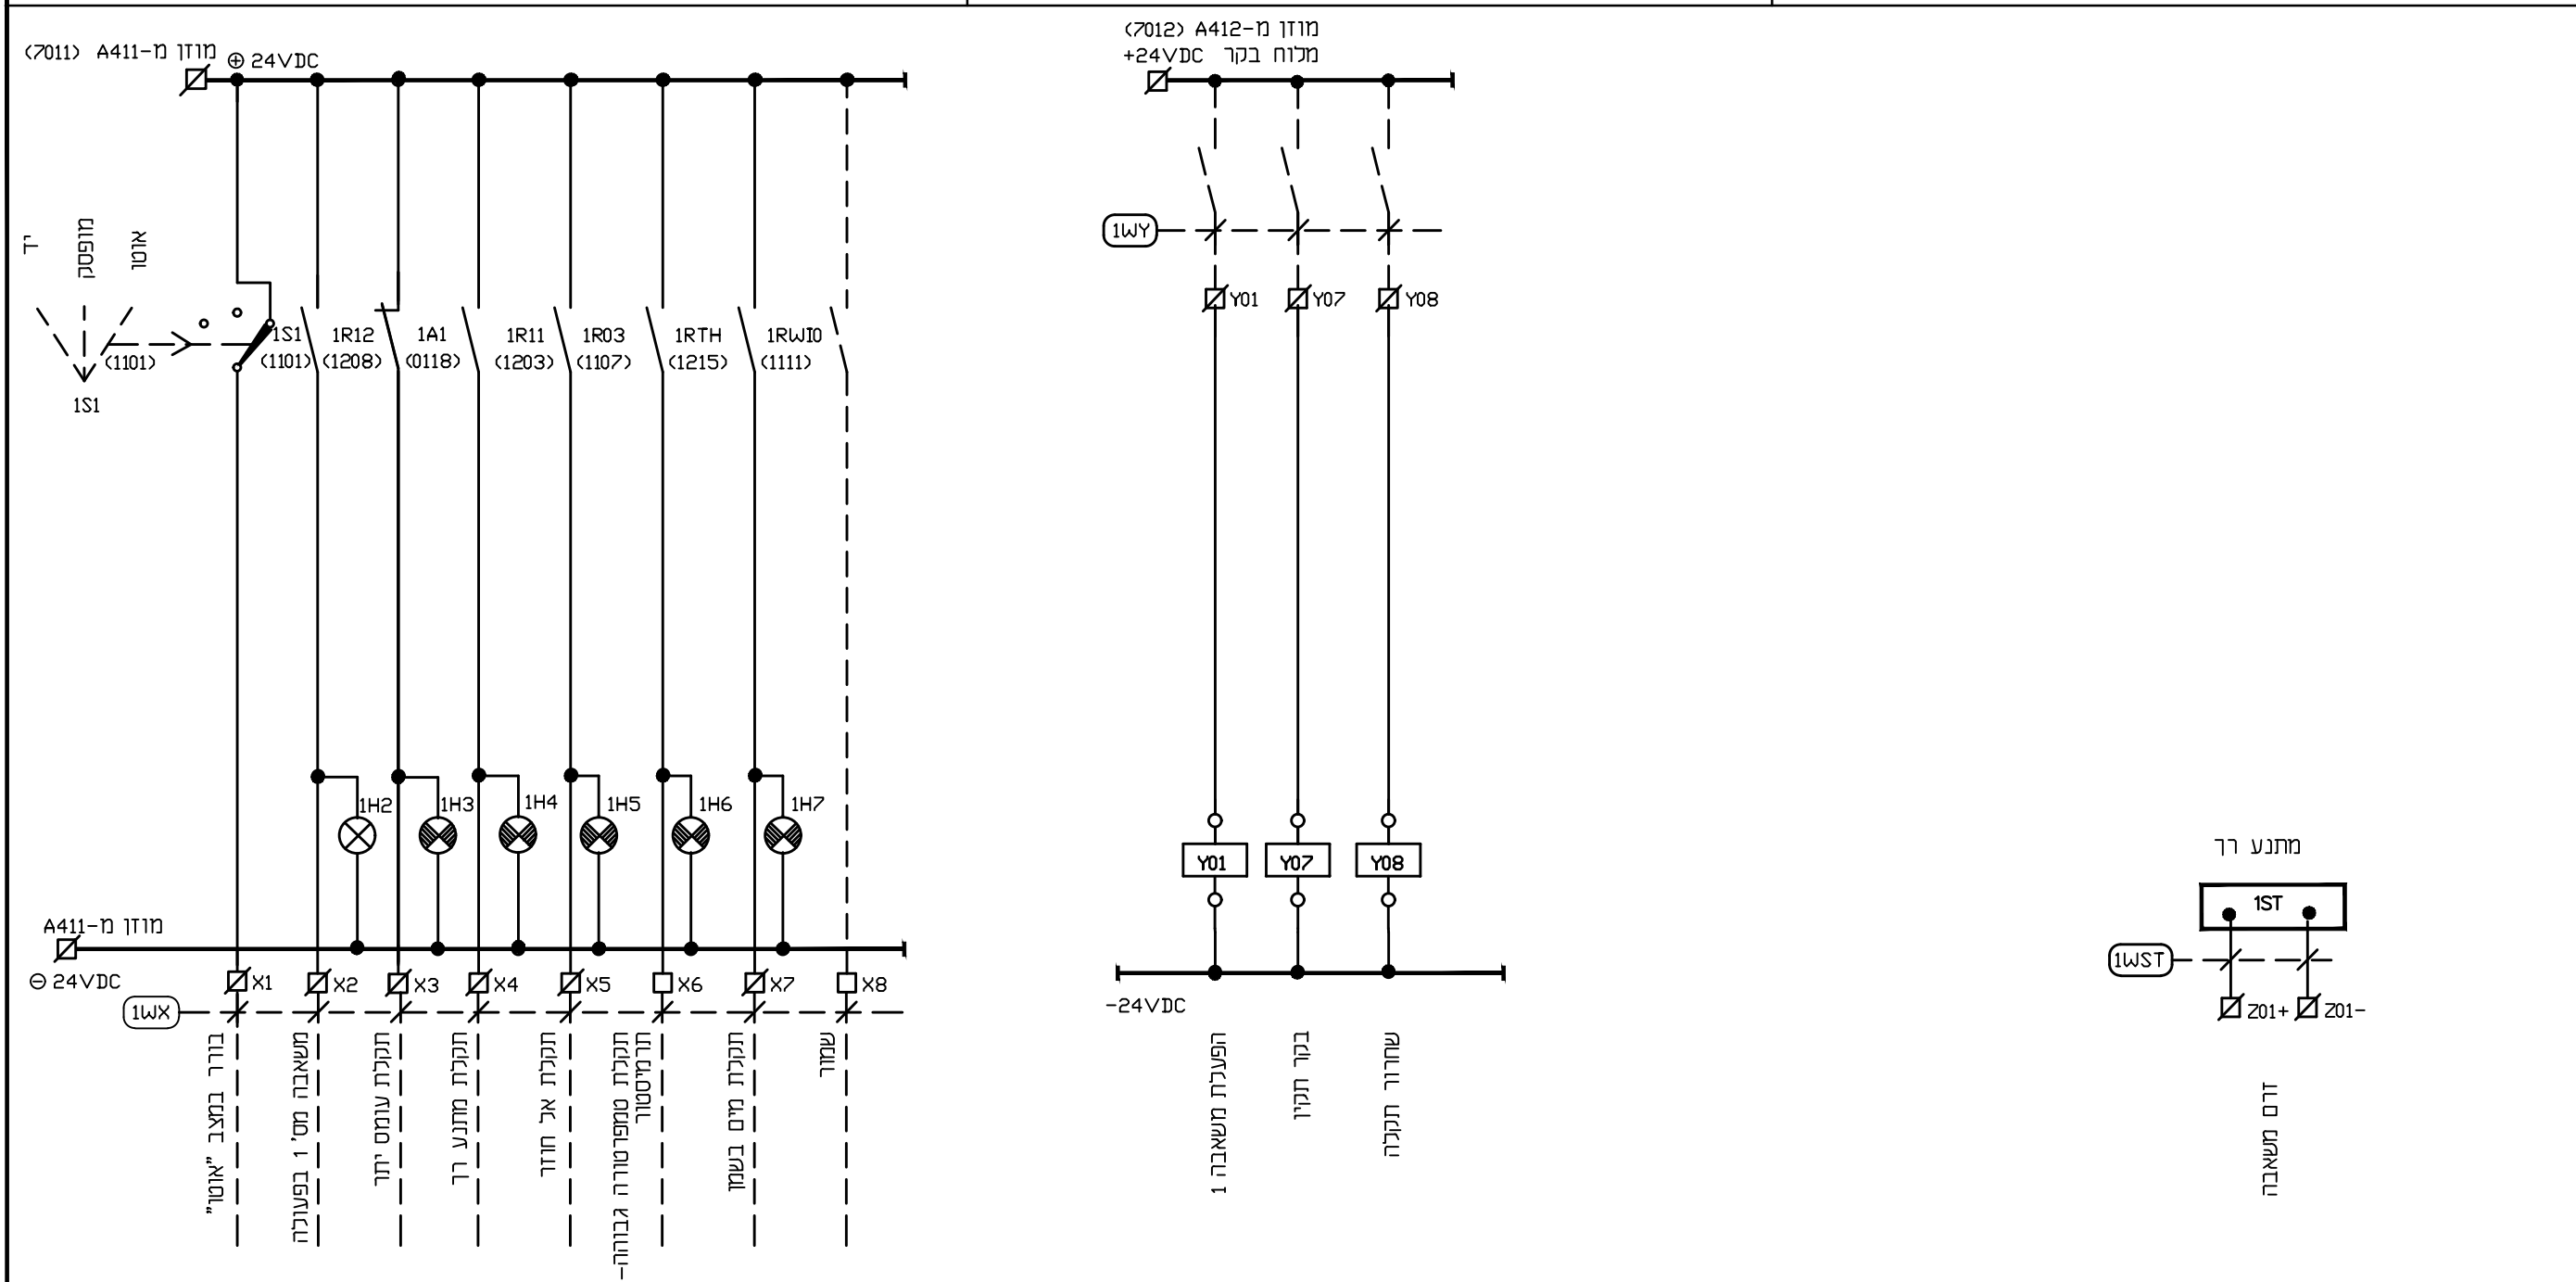 (7011) A411-מוזן מ
⊕ 24VDC
(7012) A412-מוזן מ
+24VDC מלוח בקר
יד
מופסק
אוטו
(1101)
1S1
1S1
(1101)
1R12
(1208)
1A1
(0118)
1R11
(1203)
1R03
(1107)
1RTH
(1215)
1RWIO
(1111)
1WY
Y01
Y07
Y08
1H2
1H3
1H4
1H5
1H6
1H7
Y01
Y07
Y08
A411-מוזן מ
⊖ 24VDC
X1
X2
X3
X4
X5
X6
X7
X8
1WX
-24VDC
בורר במצב "אוטו"
משאבה מס' 1 בפעולה
תקלת עומס יתר
תקלת מתנע רך
תקלת אל חוזר
תקלת טמפרטורה גבוהה-
תרמיסטור
תקלת מים בשמן
שמור
הפעלת משאבה 1
בקר תקין
שחרור תקלה
מתנע רך
1ST
1WST
Z01+
Z01-
זרם משאבה